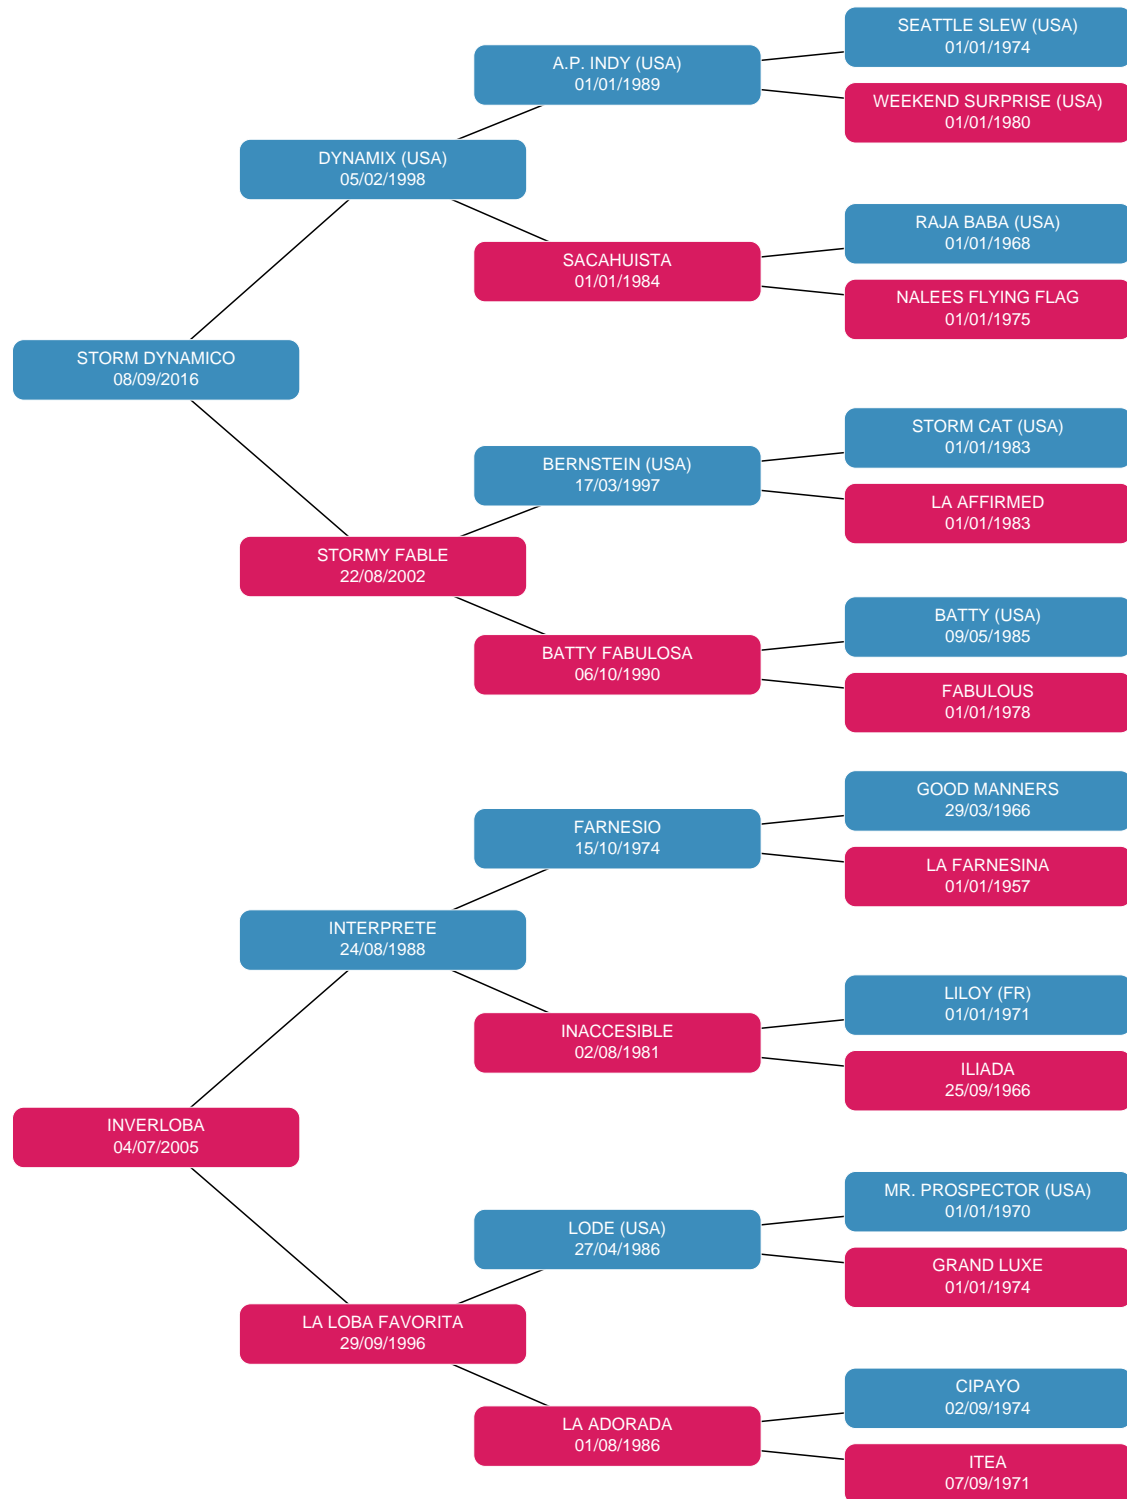 SEATTLE SLEW (USA)
01/01/1974
A.P. INDY (USA)
01/01/1989
WEEKEND SURPRISE (USA)
01/01/1980
DYNAMIX (USA)
05/02/1998
RAJA BABA (USA)
01/01/1968
SACAHUISTA
01/01/1984
NALEES FLYING FLAG
01/01/1975
STORM DYNAMICO
08/09/2016
STORM CAT (USA)
01/01/1983
BERNSTEIN (USA)
17/03/1997
LA AFFIRMED
01/01/1983
STORMY FABLE
22/08/2002
BATTY (USA)
09/05/1985
BATTY FABULOSA
06/10/1990
FABULOUS
01/01/1978
GOOD MANNERS
29/03/1966
FARNESIO
15/10/1974
LA FARNESINA
01/01/1957
INTERPRETE
24/08/1988
LILOY (FR)
01/01/1971
INACCESIBLE
02/08/1981
ILIADA
25/09/1966
INVERLOBA
04/07/2005
MR. PROSPECTOR (USA)
01/01/1970
LODE (USA)
27/04/1986
GRAND LUXE
01/01/1974
LA LOBA FAVORITA
29/09/1996
CIPAYO
02/09/1974
LA ADORADA
01/08/1986
ITEA
07/09/1971